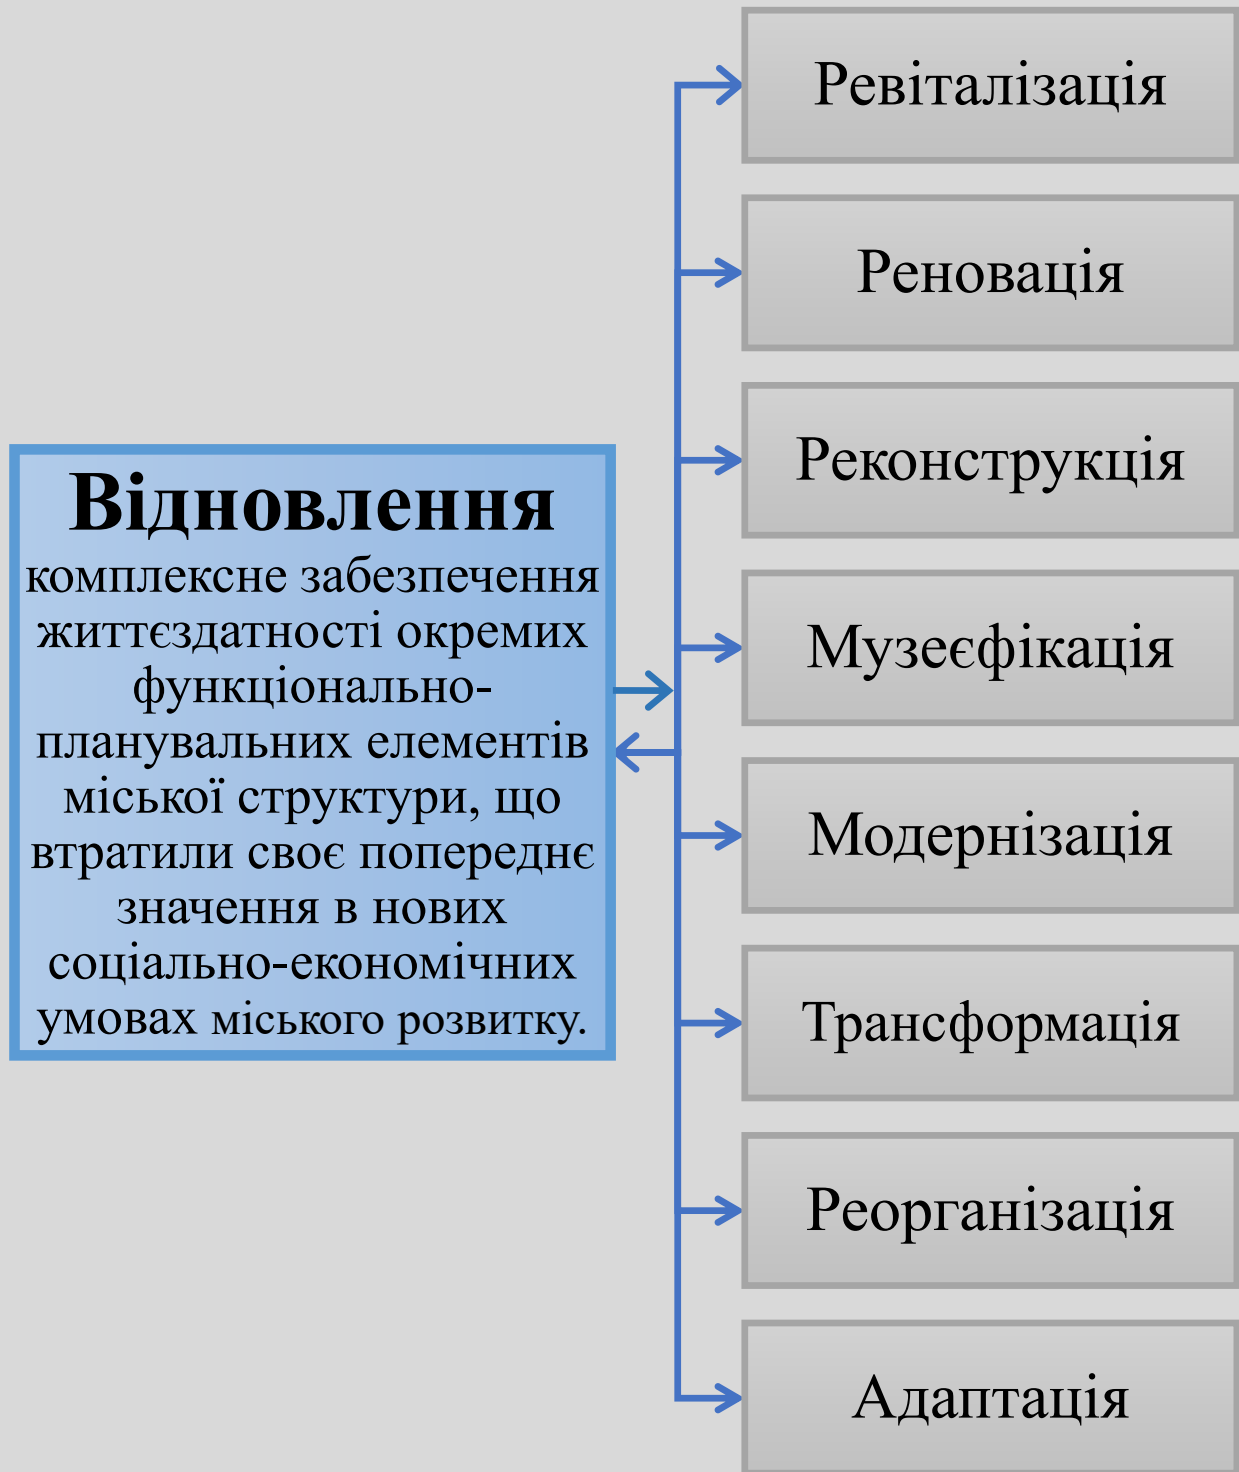 Відновлення
комплексне забезпечення
життєздатності окремих
функціонально-
планувальних елементів
міської структури, що
втратили своє попереднє
значення в нових
соціально-економічних
умовах міського розвитку.
Ревіталізація
Реновація
Реконструкція
Музеєфікація
Модернізація
Трансформація
Реорганізація
Адаптація